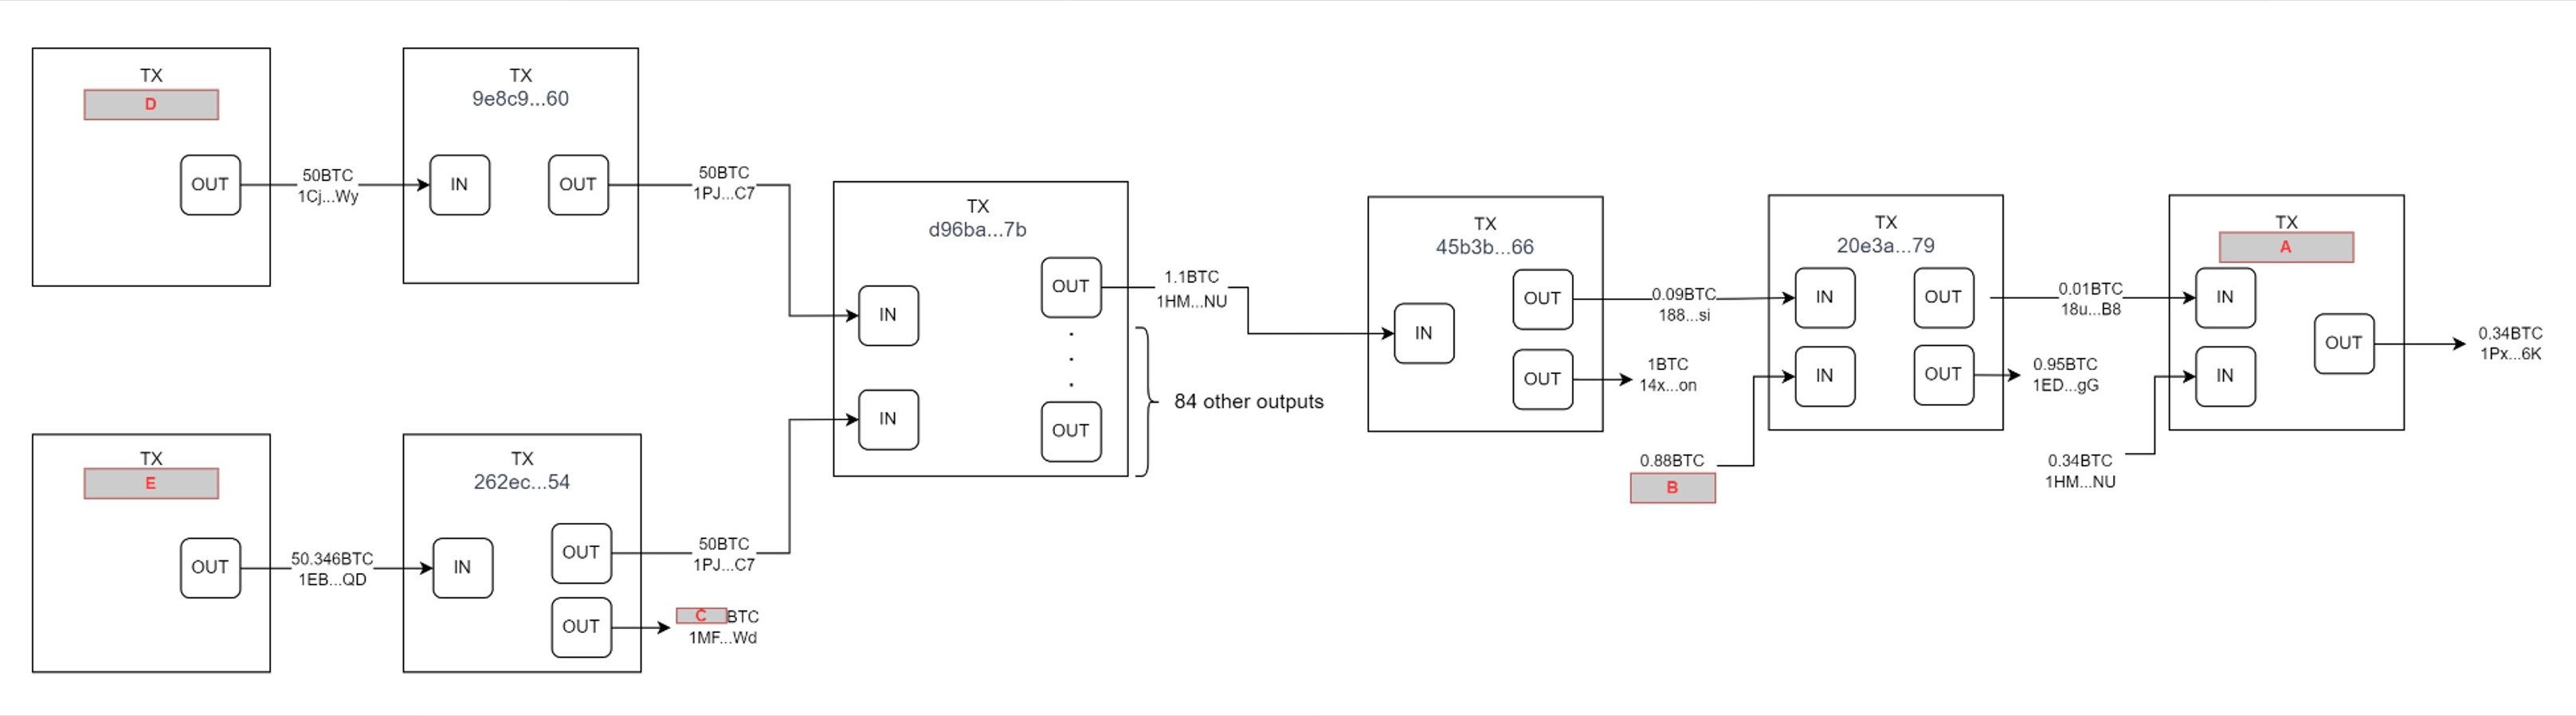 TX
D
OUT
50BTC
1Cj...Wy
TX
9e8c9...60
IN
OUT
50BTC
1PJ...C7
TX
E
OUT
50.346BTC
1EB...QD
TX
262ec...54
IN
OUT
OUT
50BTC
1PJ...C7
C BTC
1MF...Wd
TX
d96ba...7b
IN
IN
OUT
.
.
.
OUT
1.1BTC
1HM...NU
84 other outputs
TX
45b3b...66
IN
OUT
OUT
0.09BTC
188...si
1BTC
14x...on
0.88BTC
B
TX
20e3a...79
IN
OUT
IN
OUT
0.01BTC
18u...B8
0.95BTC
1ED...gG
0.34BTC
1HM...NU
TX
A
IN
IN
OUT
0.34BTC
1Px...6K